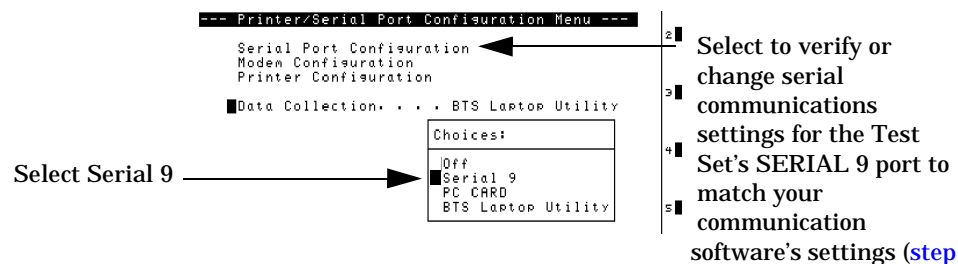 --- Printer/Serial Port Configuration Menu ---
Serial Port Configuration
Modem Configuration
Printer Configuration
Data Collection. . . . BTS Laptop Utility
Choices:
Off
Serial 9
PC CARD
BTS Laptop Utility
Select Serial 9
2
3
4
5
Select to verify or
change serial
communications
settings for the Test
Set's SERIAL 9 port to
match your
communication
software's settings (step